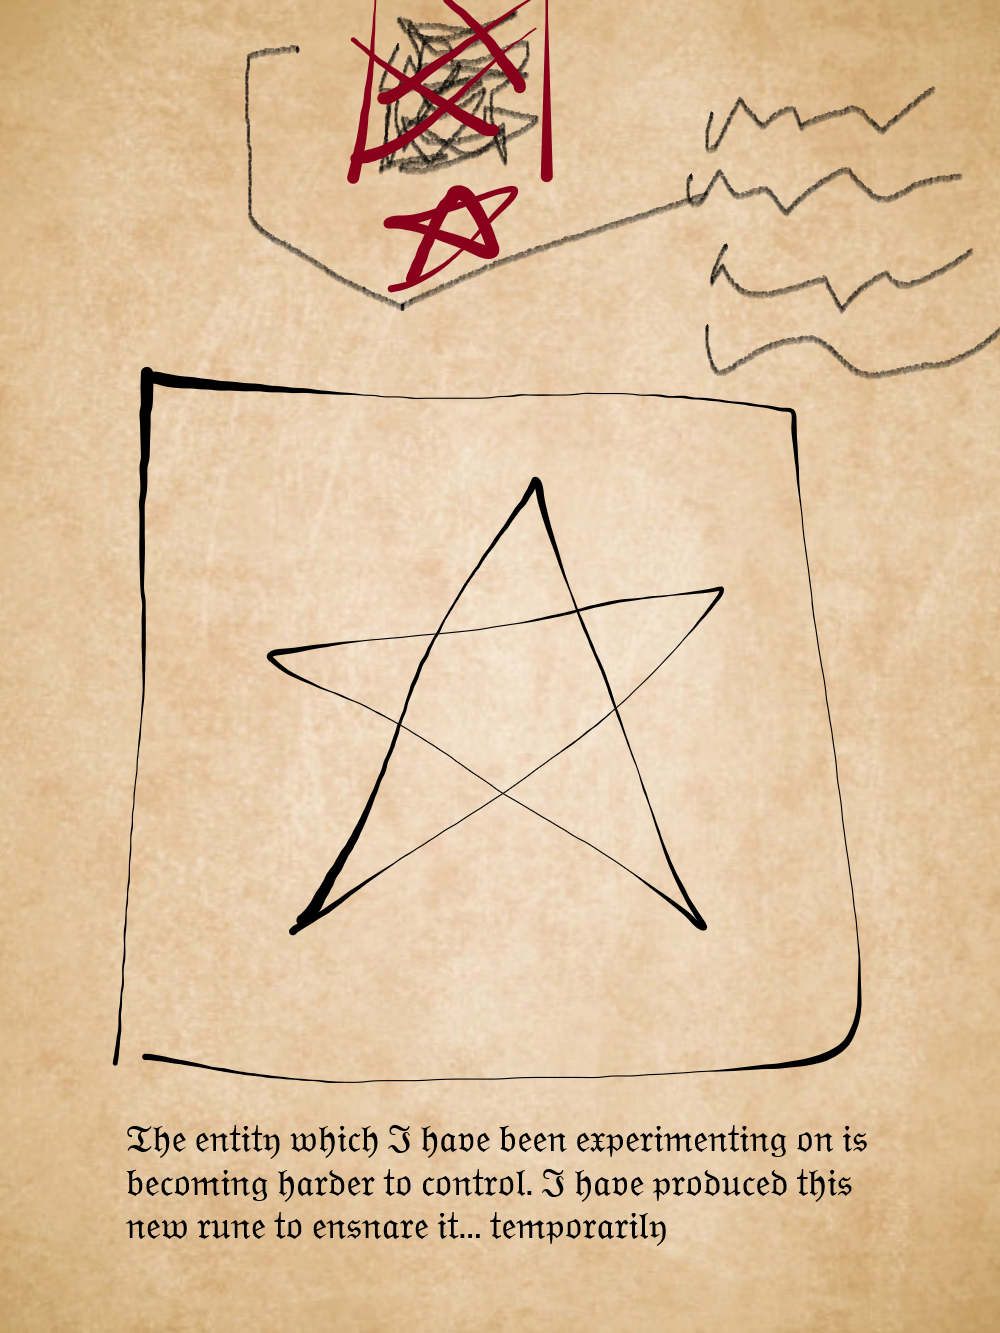 The entity which I have been experimenting on is
becoming harder to control. I have produced this
new rune to ensnare it... temporarily